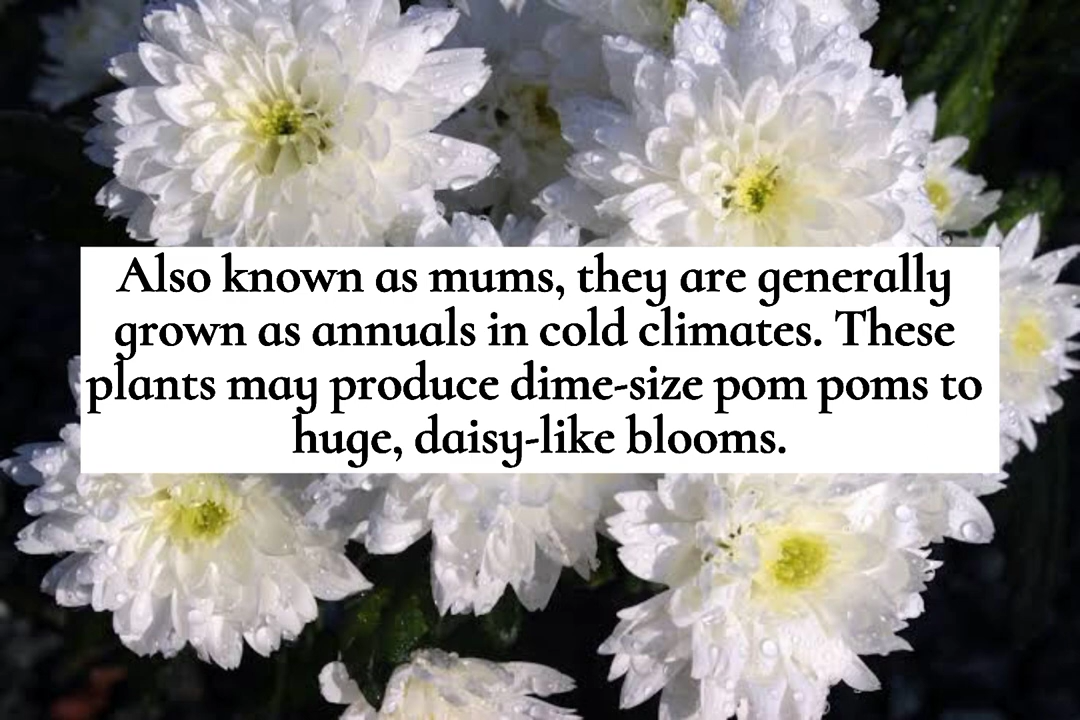 Also known as mums, they are generally
grown as annuals in cold climates. These
plants may produce dime-size pom poms to
huge, daisy-like blooms.